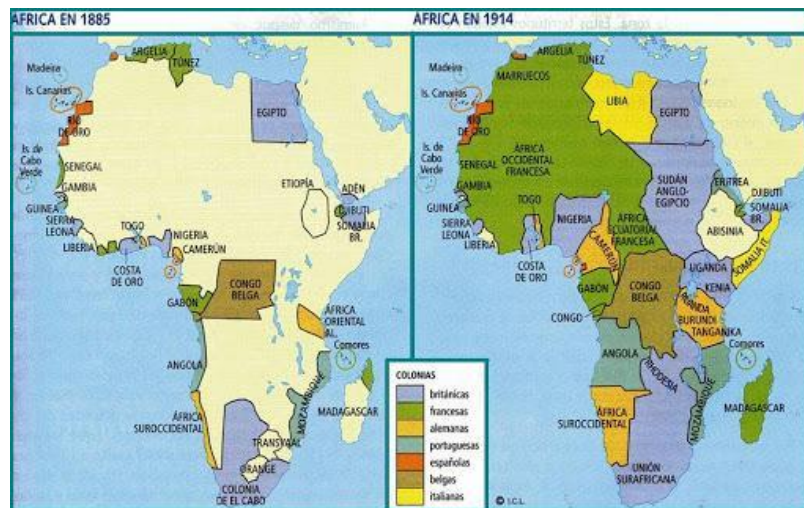 ÁFRICA EN 1885
Madeira
ARGELIA
TÚNEZ
Is. Canarias
RÍO
DE ORO
EGIPTO
Is. de
Cabo
Verde
SENEGAL
GAMBIA
GUINEA
SIERRA
LEONA
LIBERIA
TOGO
COSTA
DE ORO
NIGERIA
CAMERÚN
ETIOPÍA
ADÉN
DJIBUTI
SOMALIA
BR.
GABÓN
CONGO
BELGA
ÁFRICA
ORIENTAL
AL.
Comores
ANGOLA
ÁFRICA
SUROCCIDENTAL
MOZAMBIQUE
MADAGASCAR
TRANSVAAL
ORANGE
COLONIA
DE EL CABO
ÁFRICA EN 1914
Madeira
ARGELIA
TÚNEZ
MARRUECOS
Is. Canarias
RÍO
DE ORO
LIBIA
EGIPTO
Is. de
Cabo
Verde
ÁFRICA
OCCIDENTAL
FRANCESA
SENEGAL
GAMBIA
GUINEA
SIERRA
LEONA
LIBERIA
TOGO
COSTA
DE ORO
NIGERIA
CAMERÚN
ÁFRICA
ECUATORIAL
FRANCESA
SUDÁN
ANGLO-
EGIPCIO
ERITREA
DJIBUTI
SOMALIA
BR.
ABISINIA
SOMALIA IT.
UGANDA
KENIA
GABÓN
CONGO
CONGO
BELGA
RUANDA
BURUNDI
TANGANIKA
Comores
ANGOLA
RHODESIA
MOZAMBIQUE
MADAGASCAR
ÁFRICA
SUROCCIDENTAL
UNIÓN
SURAFRICANA
COLONIAS
británicas
francesas
alemanas
portuguesas
españolas
belgas
italianas
© I.C.L.